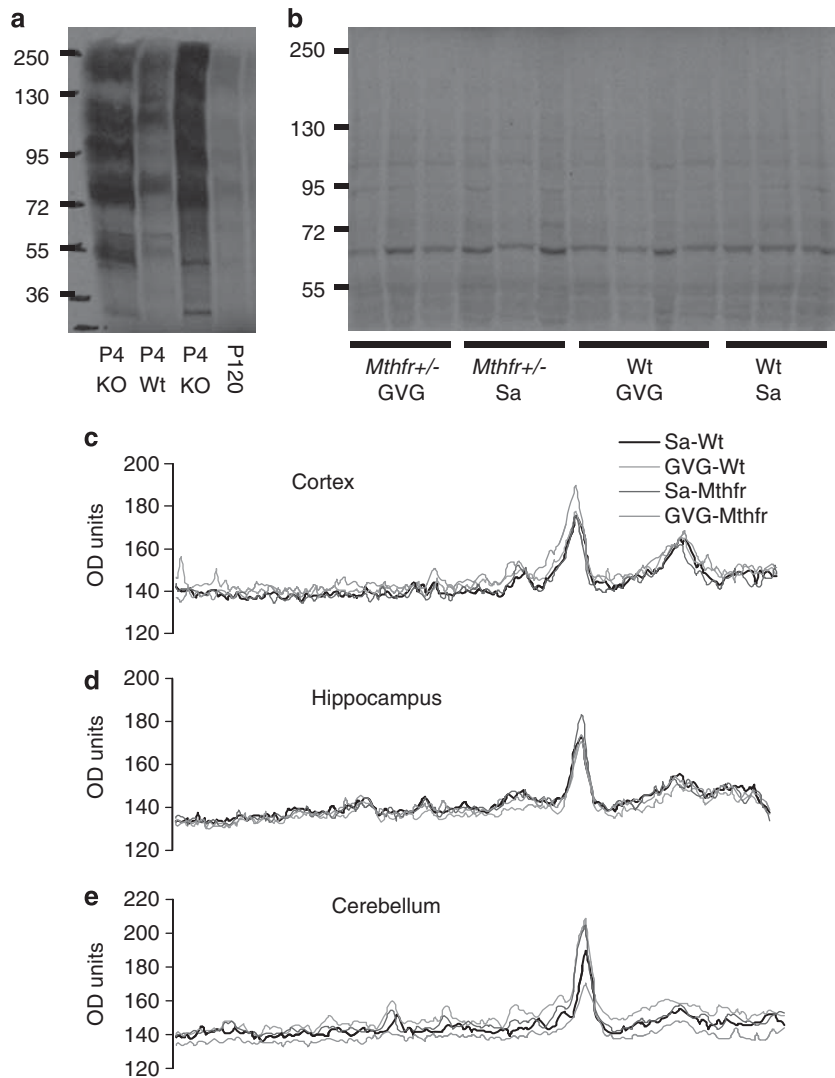 a
250
130
95
72
55
36
P4 P4 P4 P120
KO Wt KO
b
250
130
95
72
55
Mthfr+/- Mthfr+/- Wt Wt
GVG Sa GVG Sa
c
Sa-Wt
GVG-Wt
Sa-Mthfr
GVG-Mthfr
Cortex
OD units
200
180
160
140
120
d
Hippocampus
OD units
200
180
160
140
120
e
Cerebellum
OD units
220
200
180
160
140
120